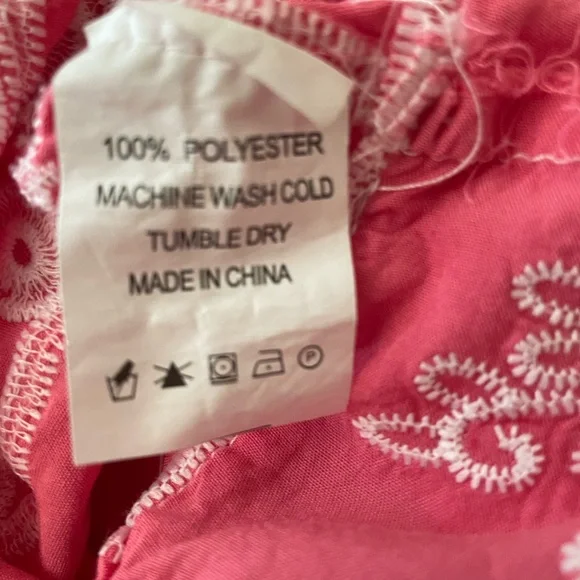 100% POLYESTER
MACHINE WASH COLD
TUMBLE DRY
MADE IN CHINA
P